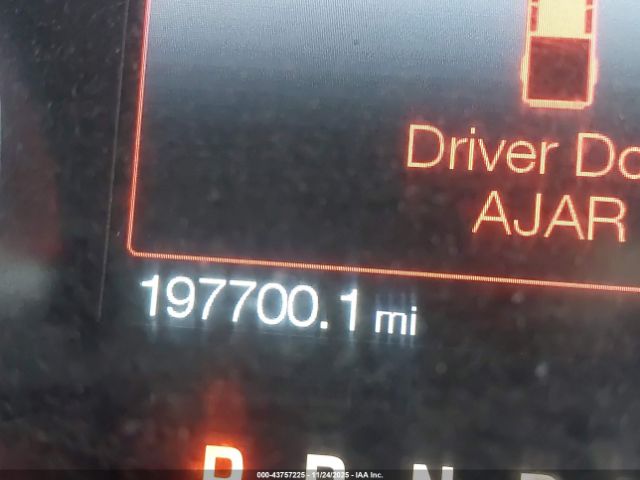 Driver Do
AJAR
197700.1 mi
P R N D
000-43757225 - 11/24/2025 - IAA Inc.